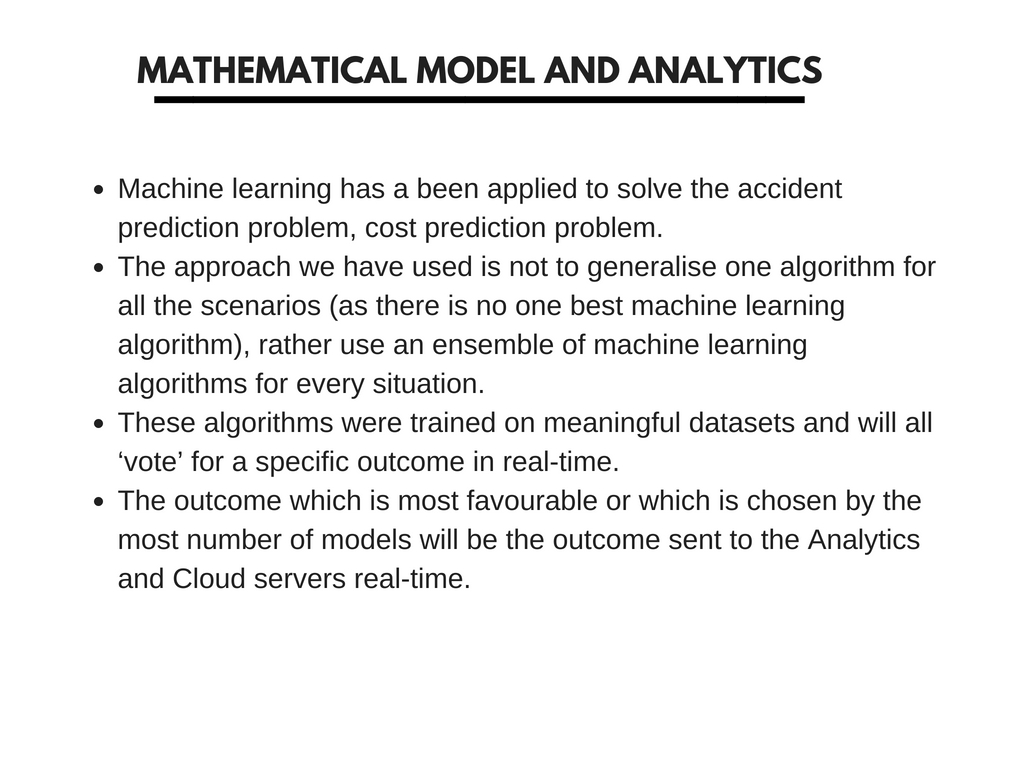 MATHEMATICAL MODEL AND ANALYTICS
• Machine learning has a been applied to solve the accident
prediction problem, cost prediction problem.
• The approach we have used is not to generalise one algorithm for
all the scenarios (as there is no one best machine learning
algorithm), rather use an ensemble of machine learning
algorithms for every situation.
• These algorithms were trained on meaningful datasets and will all
‘vote’ for a specific outcome in real-time.
• The outcome which is most favourable or which is chosen by the
most number of models will be the outcome sent to the Analytics
and Cloud servers real-time.